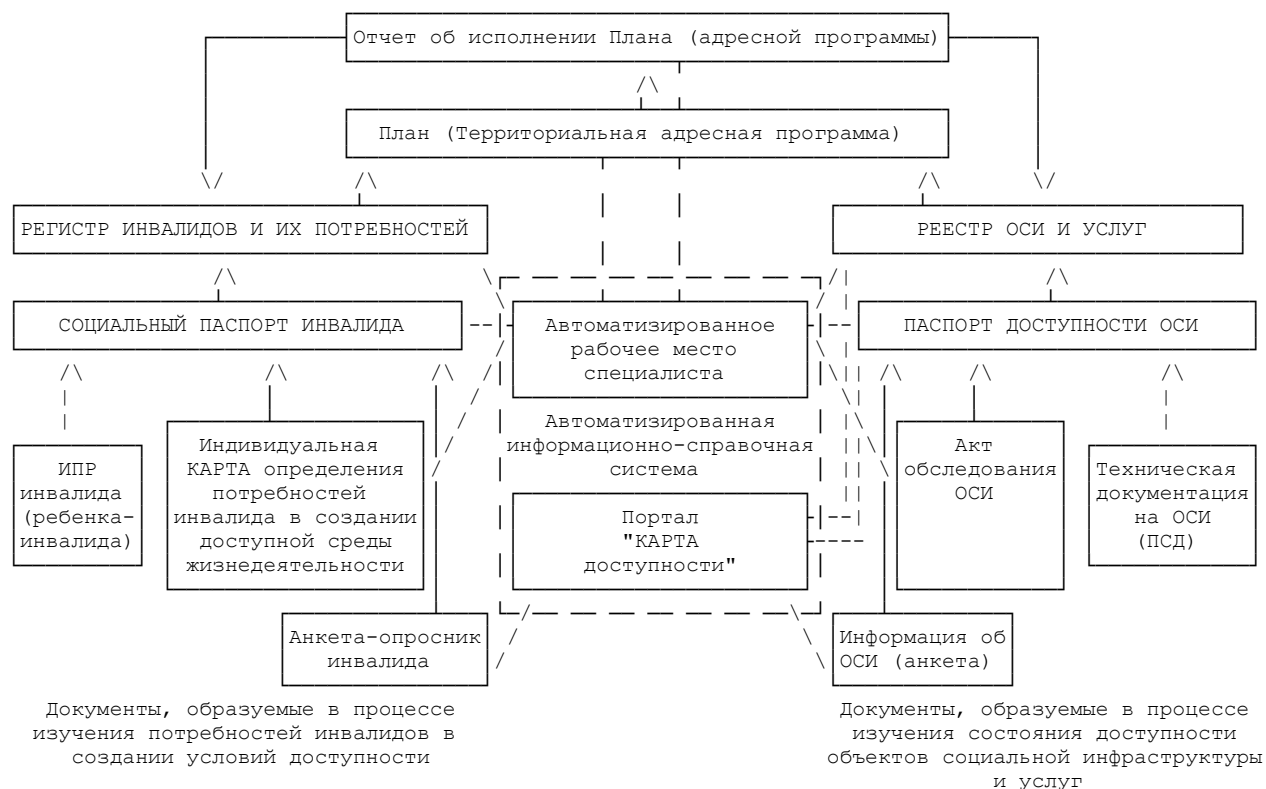 Отчет об исполнении Плана (адресной программы)
План (Территориальная адресная программа)
РЕГИСТР ИНВАЛИДОВ И ИХ ПОТРЕБНОСТЕЙ
РЕЕСТР ОСИ И УСЛУГ
СОЦИАЛЬНЫЙ ПАСПОРТ ИНВАЛИДА
Автоматизированное
рабочее место
специалиста
ПАСПОРТ ДОСТУПНОСТИ ОСИ
Автоматизированная
информационно-справочная
система
ИПР
инвалида
(ребенка-
инвалида)
Индивидуальная
КАРТА определения
потребностей
инвалида в создании
доступной среды
жизнедеятельности
Портал
"КАРТА
доступности"
Акт
обследования
ОСИ
Техническая
документация
на ОСИ
(ПСД)
Анкета-опросник
инвалида
Информация об
ОСИ (анкета)
Документы, образуемые в процессе
изучения потребностей инвалидов в
создании условий доступности
Документы, образуемые в процессе
изучения состояния доступности
объектов социальной инфраструктуры
и услуг